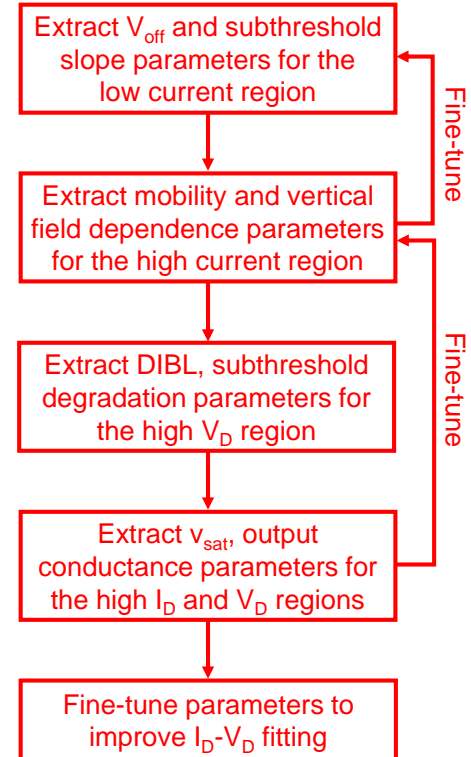 Extract V_off and subthreshold
slope parameters for the
low current region
Fine-tune
Extract mobility and vertical
field dependence parameters
for the high current region
Fine-tune
Extract DIBL, subthreshold
degradation parameters for
the high V_D region
Extract v_sat, output
conductance parameters for
the high I_D and V_D regions
Fine-tune parameters to
improve I_D-V_D fitting